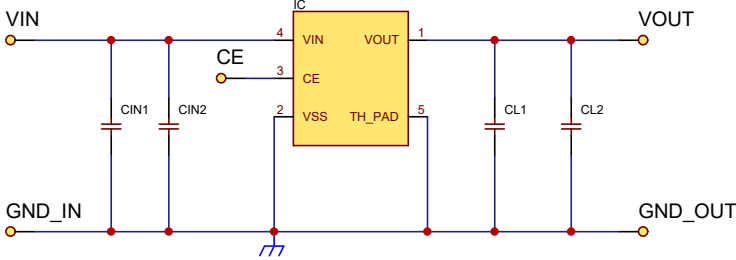 IC
VIN
VOUT
4 VIN VOUT 1
CE
3 CE
CIN1 CIN2 2 VSS TH_PAD 5 CL1 CL2
GND_IN
GND_OUT